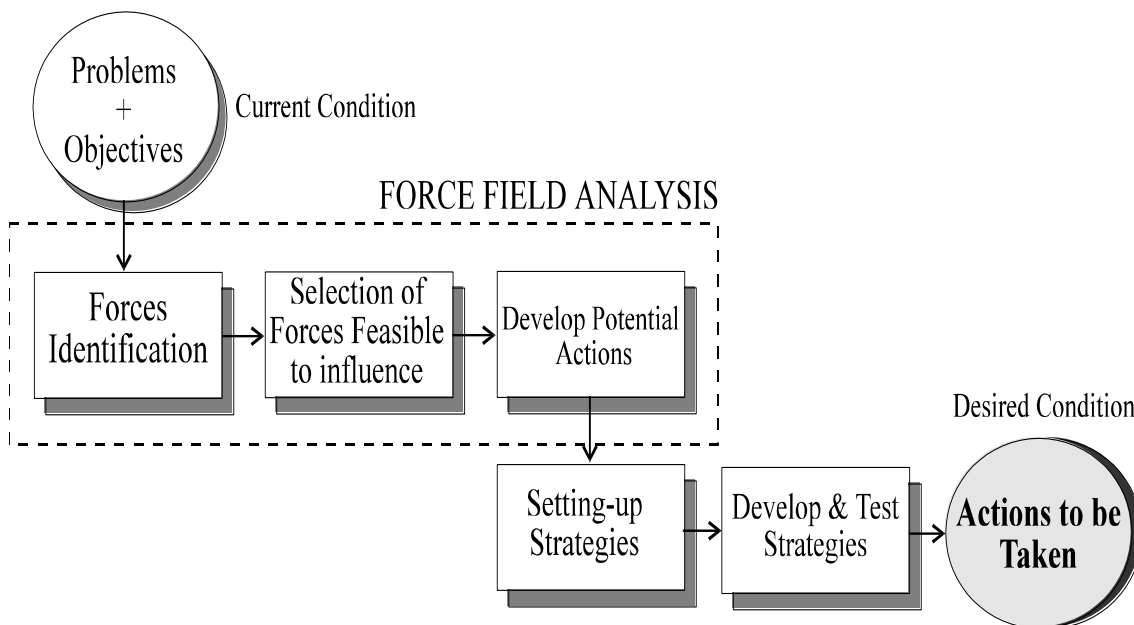 Problems
+
Objectives
Current Condition
FORCE FIELD ANALYSIS
Forces
Identification
Selection of
Forces Feasible
to influence
Develop Potential
Actions
Setting-up
Strategies
Develop & Test
Strategies
Desired Condition
Actions to be
Taken